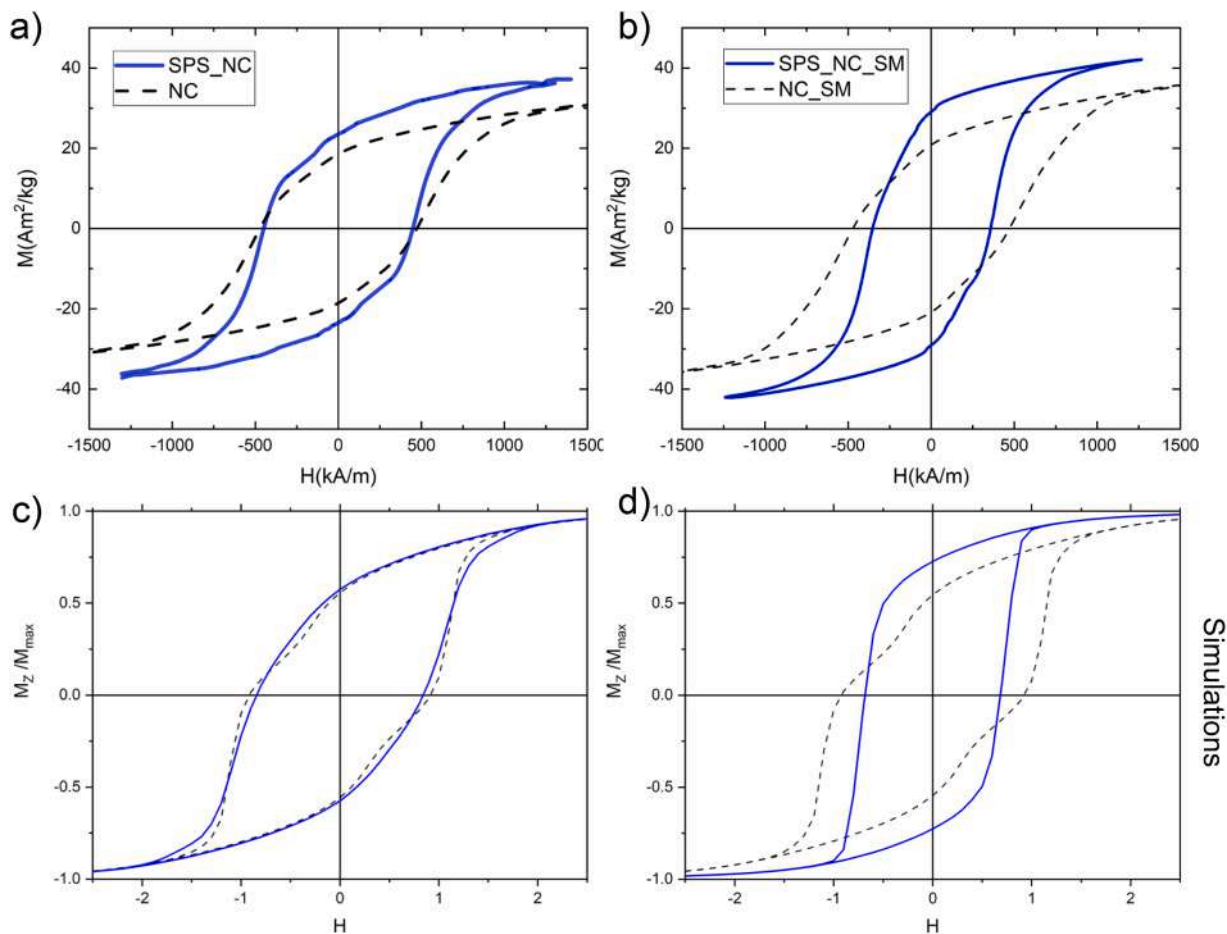 a)
SPS_NC
NC
M(Am²/kg)
40
20
0
-20
-40
-1500 -1000 -500 0 500 1000 1500
H(kA/m)
b)
SPS_NC_SM
NC_SM
M(Am²/kg)
40
20
0
-20
-40
-1500 -1000 -500 0 500 1000 1500
H(kA/m)
c)
M_Z /M_max
1.0
0.5
0.0
-0.5
-1.0
-2 -1 0 1 2
H
d)
M_Z /M_max
1.0
0.5
0.0
-0.5
-1.0
-2 -1 0 1 2
H
Simulations